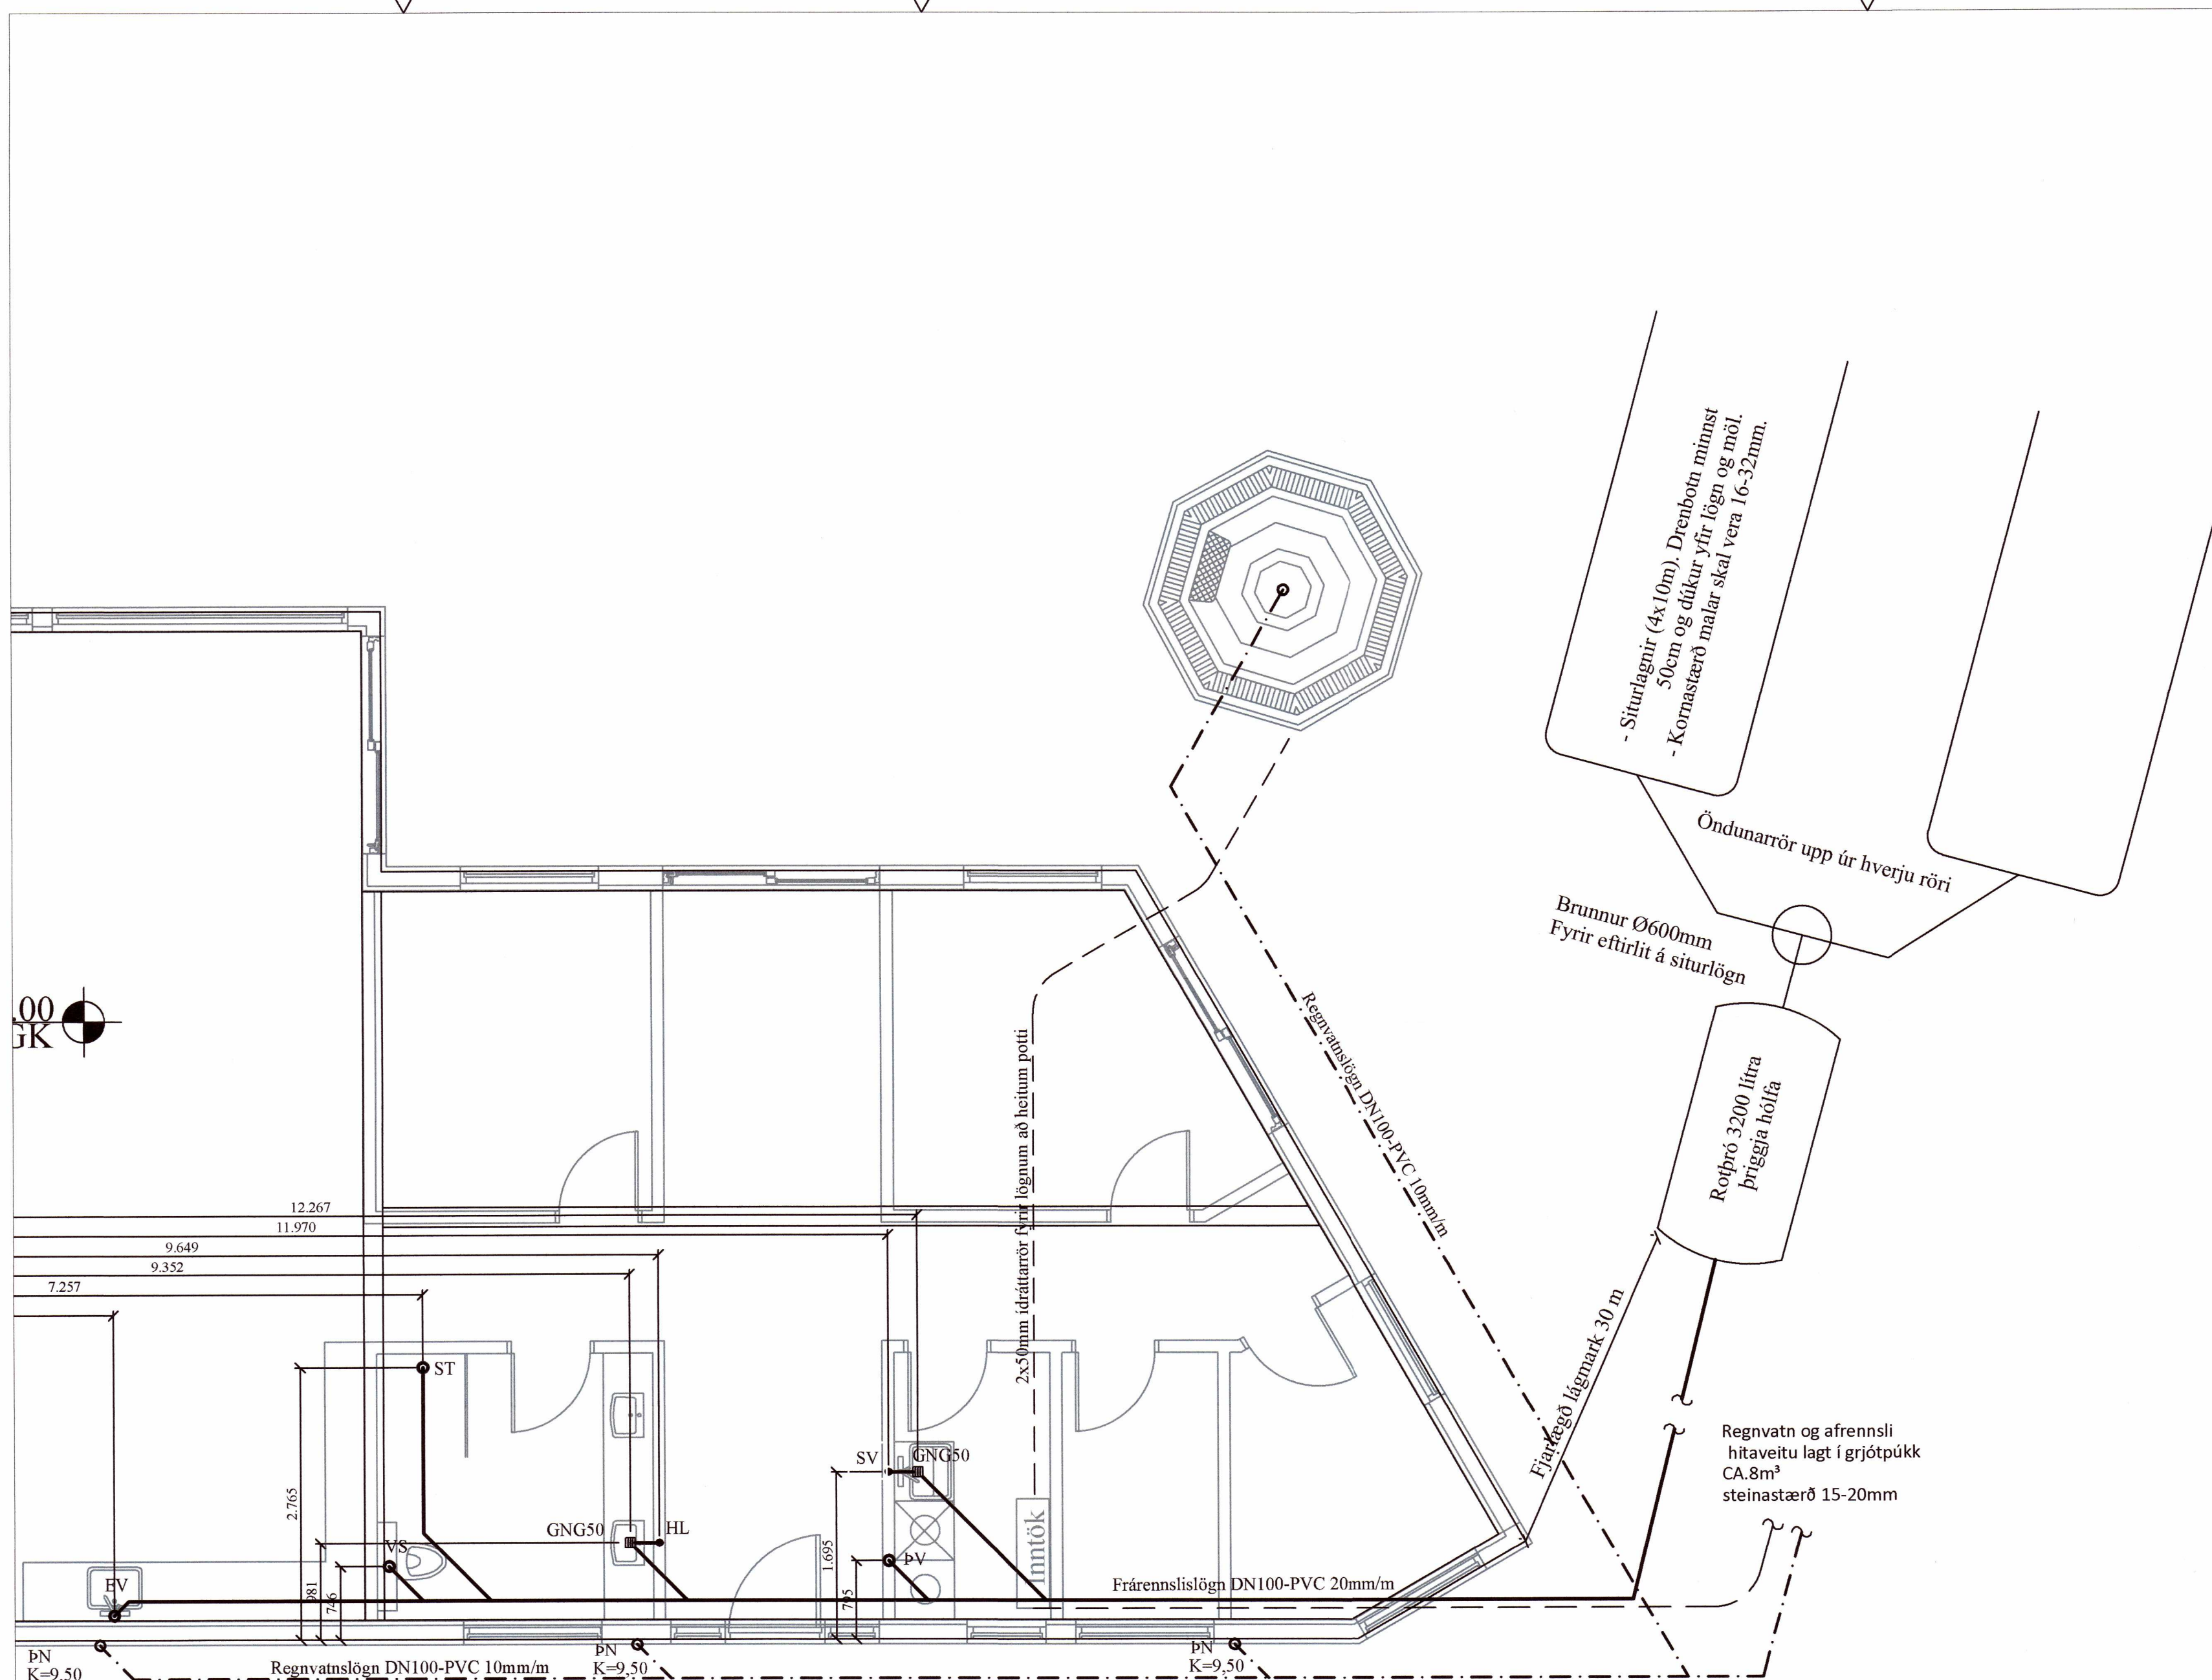 - Siturlagnir (4x10m). Drenbotn minnst
50cm og dúkur yfir lögn og möl.
- Kornastærð malar skal vera 16-32mm.
Öndunarrör upp úr hverju röri
Brunnur Ø600mm
Fyrir eftirlit á siturlögn
.00
GK
Regnvatnslögn DN100-PVC 10mm/m
2x50mm ídráttarrör fyrir lögnum að heitum potti
Rotþró 3200 lítra
þriggja hólfa
12.267
11.970
9.649
9.352
7.257
Fjarlægð lágmark 30 m
ST
2.765
SV
GNG50
Regnvatn og afrennsli
hitaveitu lagt í grjótpúkk
CA.8m³
steinastærð 15-20mm
GNG50
HL
VS
ÞV
1.695
795
981
746
Inntök
EV
Frárennslislögn DN100-PVC 20mm/m
ÞN
K=9,50
Regnvatnslögn DN100-PVC 10mm/m
ÞN
K=9,50
ÞN
K=9,50